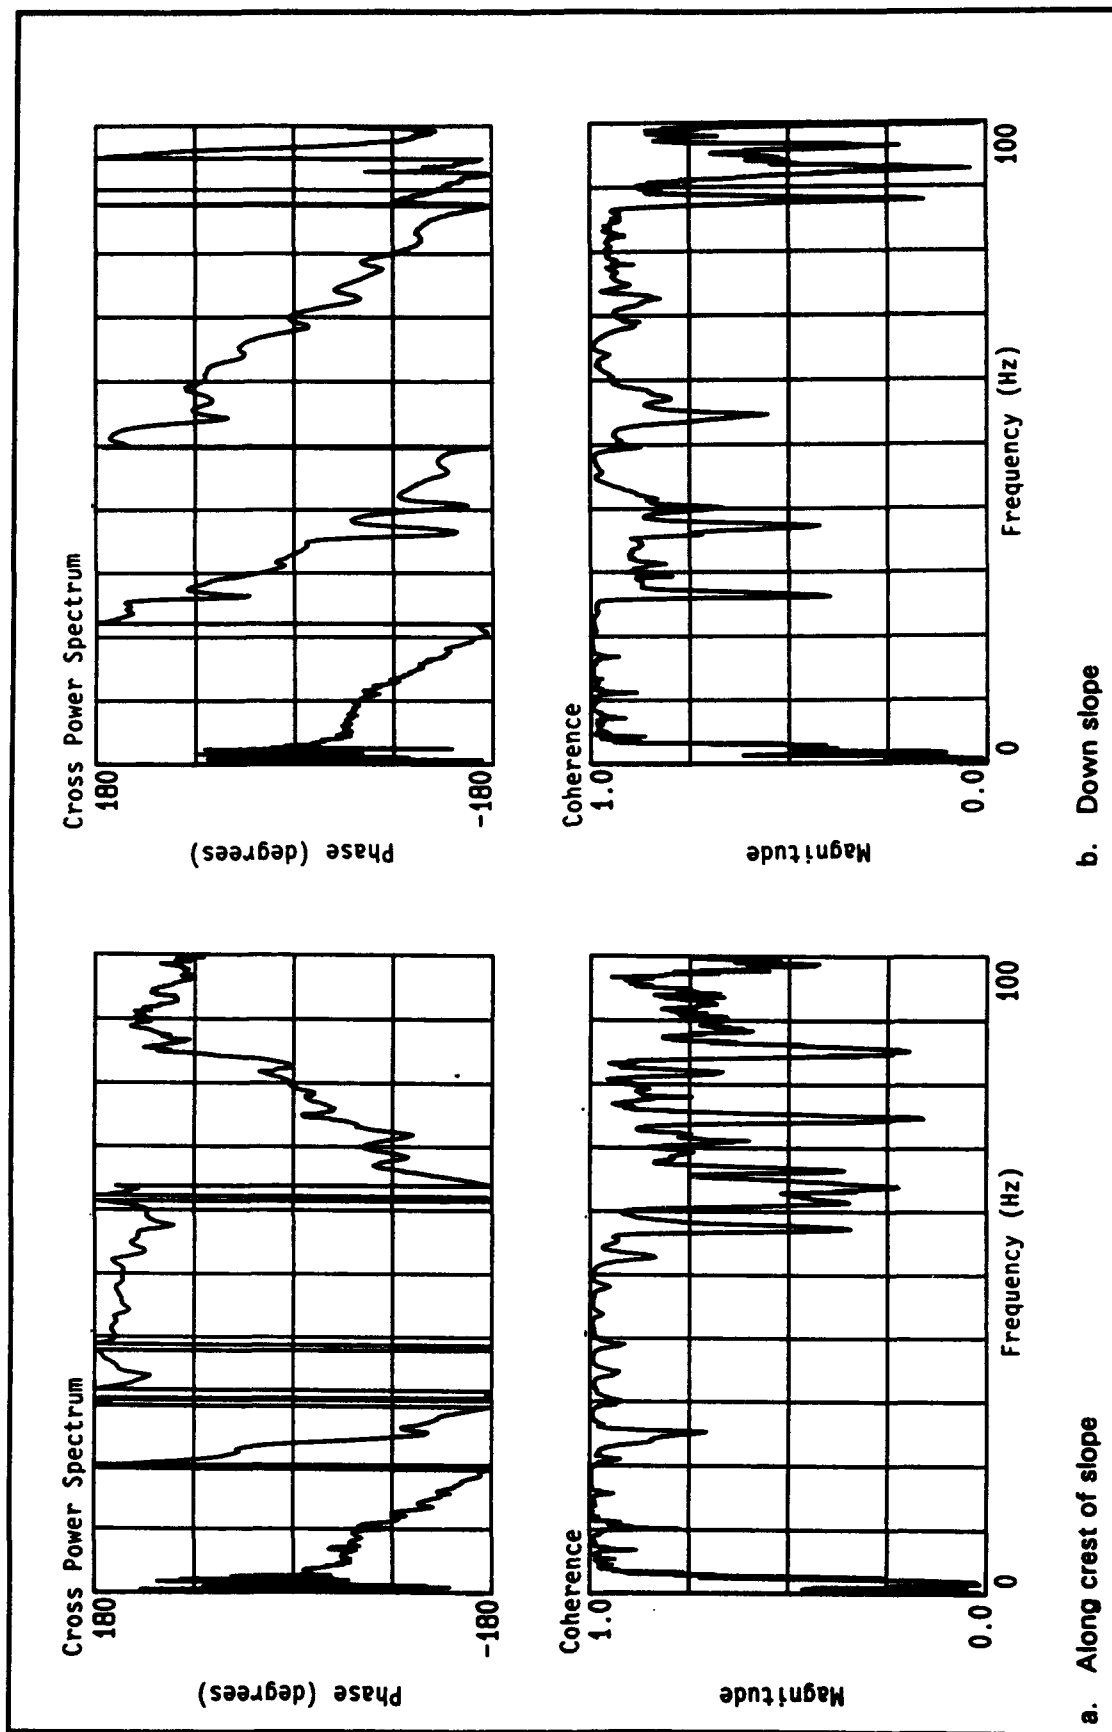 Cross Power Spectrum
180
Phase (degrees)
-180
Coherence
1.0
Magnitude
0.0
0
100
Frequency (Hz)
a. Along crest of slope
Cross Power Spectrum
180
Phase (degrees)
-180
Coherence
1.0
Magnitude
0.0
0
100
Frequency (Hz)
b. Down slope